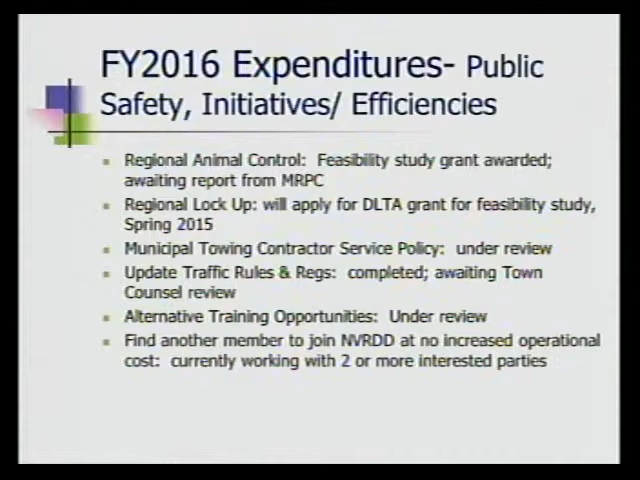 FY2016 Expenditures- Public
Safety, Initiatives/ Efficiencies
Regional Animal Control: Feasibility study grant awarded;
awaiting report from MRPC
Regional Lock Up: will apply for DLTA grant for feasibility study,
Spring 2015
Municipal Towing Contractor Service Policy: under review
Update Traffic Rules & Regs: completed; awaiting Town
Counsel review
Alternative Training Opportunities: Under review
Find another member to join NVRDD at no increased operational
cost: currently working with 2 or more interested parties